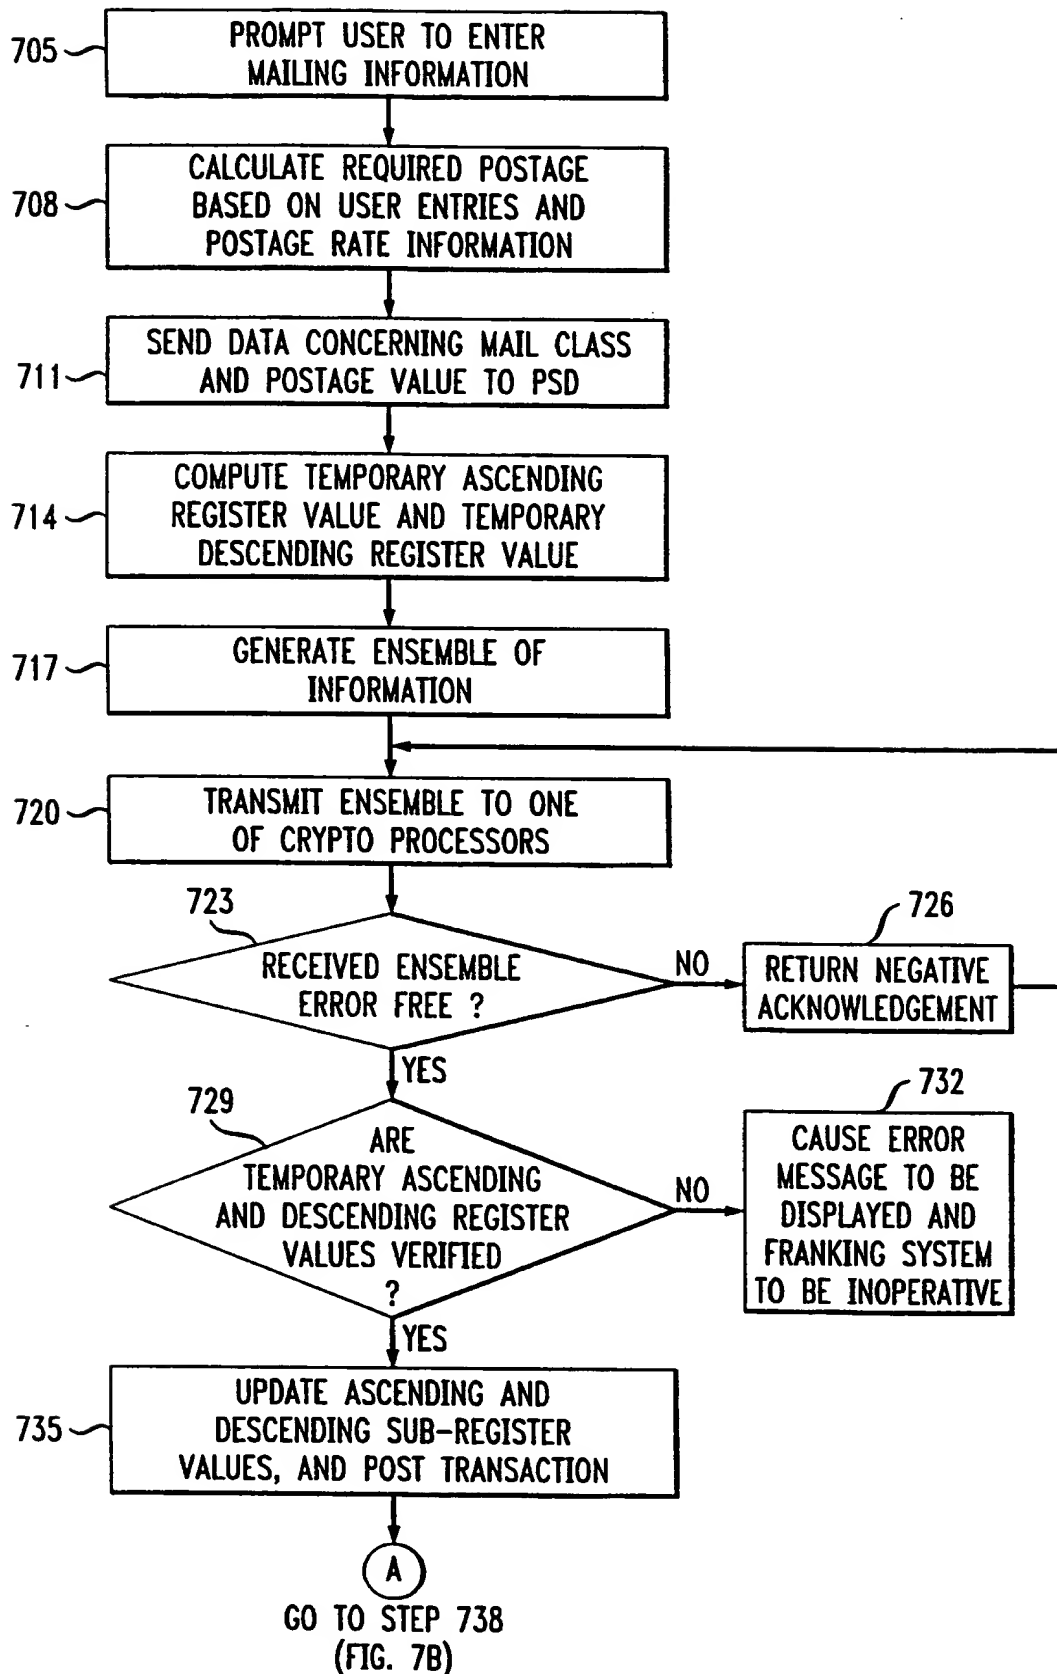 705
PROMPT USER TO ENTER
MAILING INFORMATION
708
CALCULATE REQUIRED POSTAGE
BASED ON USER ENTRIES AND
POSTAGE RATE INFORMATION
711
SEND DATA CONCERNING MAIL CLASS
AND POSTAGE VALUE TO PSD
714
COMPUTE TEMPORARY ASCENDING
REGISTER VALUE AND TEMPORARY
DESCENDING REGISTER VALUE
717
GENERATE ENSEMBLE OF
INFORMATION
720
TRANSMIT ENSEMBLE TO ONE
OF CRYPTO PROCESSORS
723
RECEIVED ENSEMBLE
ERROR FREE ?
NO
726
RETURN NEGATIVE
ACKNOWLEDGEMENT
YES
729
ARE
TEMPORARY ASCENDING
AND DESCENDING REGISTER
VALUES VERIFIED
?
NO
732
CAUSE ERROR
MESSAGE TO BE
DISPLAYED AND
FRANKING SYSTEM
TO BE INOPERATIVE
YES
735
UPDATE ASCENDING AND
DESCENDING SUB-REGISTER
VALUES, AND POST TRANSACTION
A
GO TO STEP 738
(FIG. 7B)